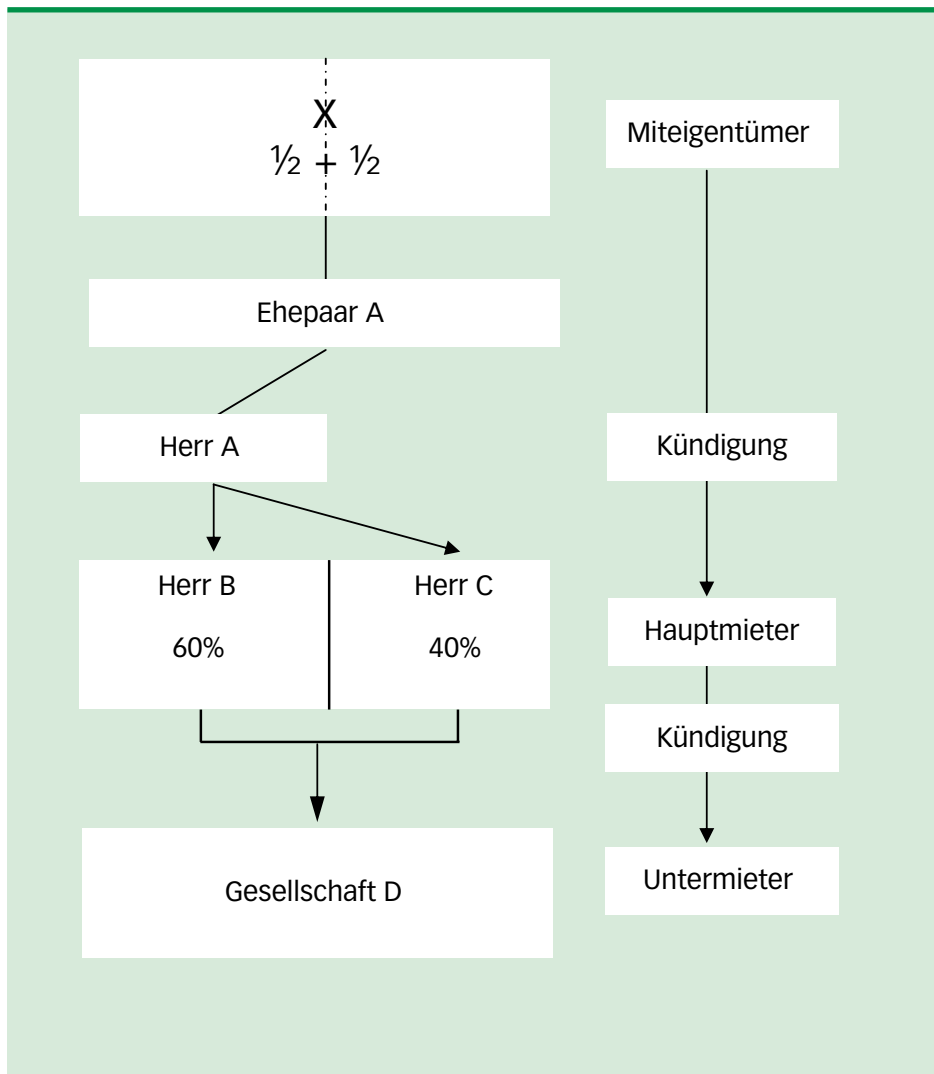 X
½ + ½
Miteigentümer
Ehepaar A
Herr A
Kündigung
Herr B
Herr C
60%
40%
Hauptmieter
Kündigung
Gesellschaft D
Untermieter